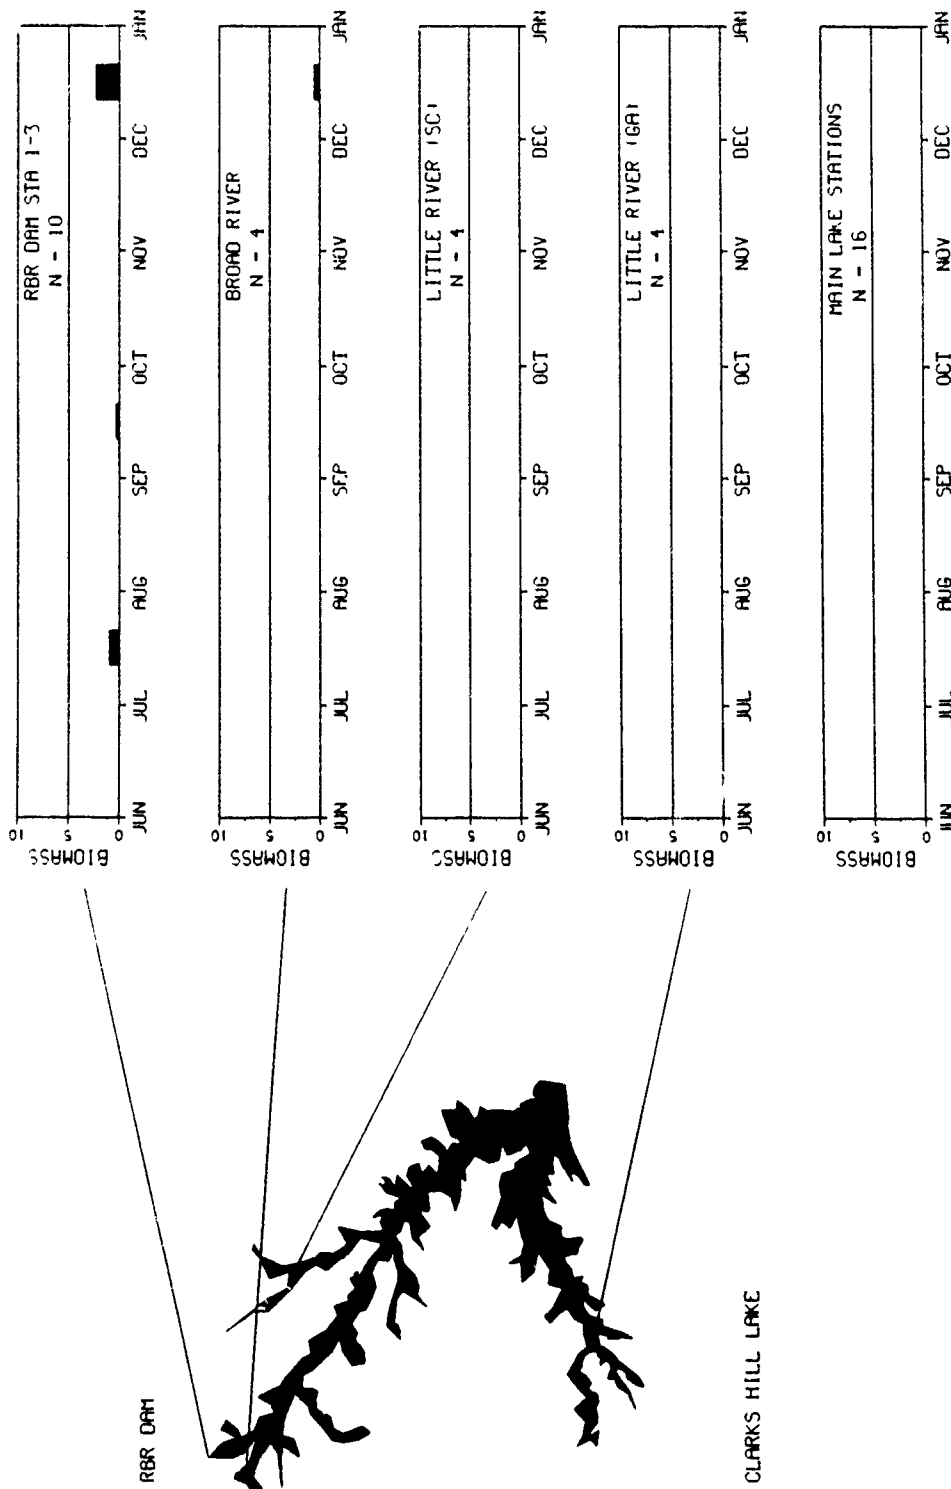 RBR DAM
CLARKS HILL LAKE
RBR DAM STA 1-3
N - 10
BIOMASS
10
5
0
JUN JUL AUG SEP OCT NOV DEC JAN
BROAD RIVER
N - 4
BIOMASS
10
5
0
JUN JUL AUG SEP OCT NOV DEC JAN
LITTLE RIVER (SC)
N - 4
BIOMASS
10
5
0
JUN JUL AUG SEP OCT NOV DEC JAN
LITTLE RIVER (GA)
N - 4
BIOMASS
10
5
0
JUN JUL AUG SEP OCT NOV DEC JAN
MAIN LAKE STATIONS
N - 16
BIOMASS
10
5
0
JUN JUL AUG SEP OCT NOV DEC JAN